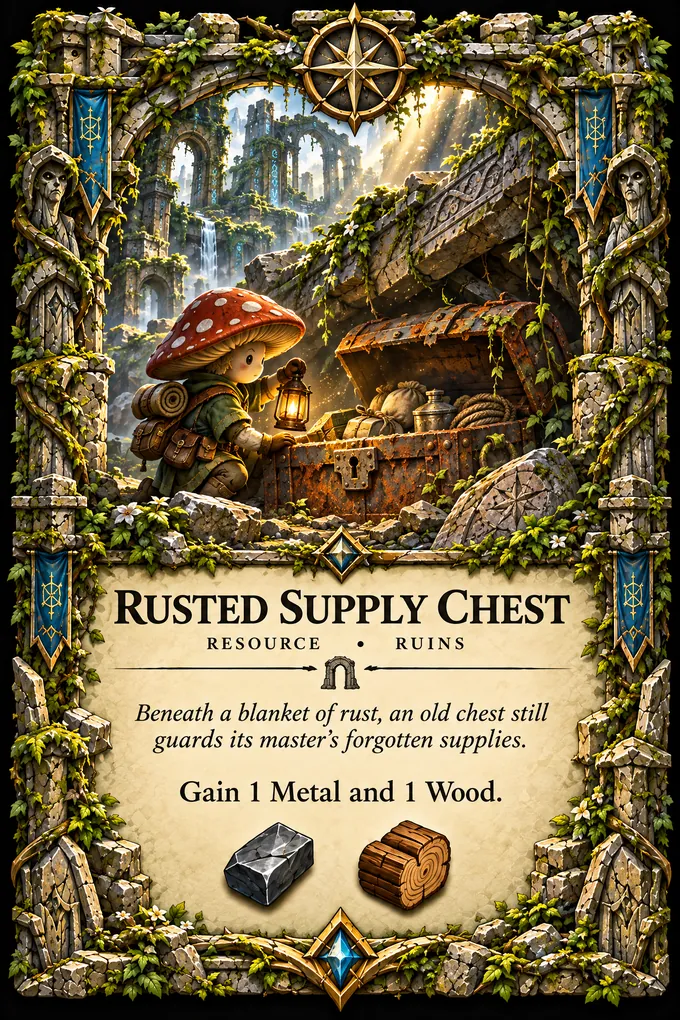 RUSTED SUPPLY CHEST
RESOURCE • RUINS
Beneath a blanket of rust, an old chest still
guards its master’s forgotten supplies.
Gain 1 Metal and 1 Wood.